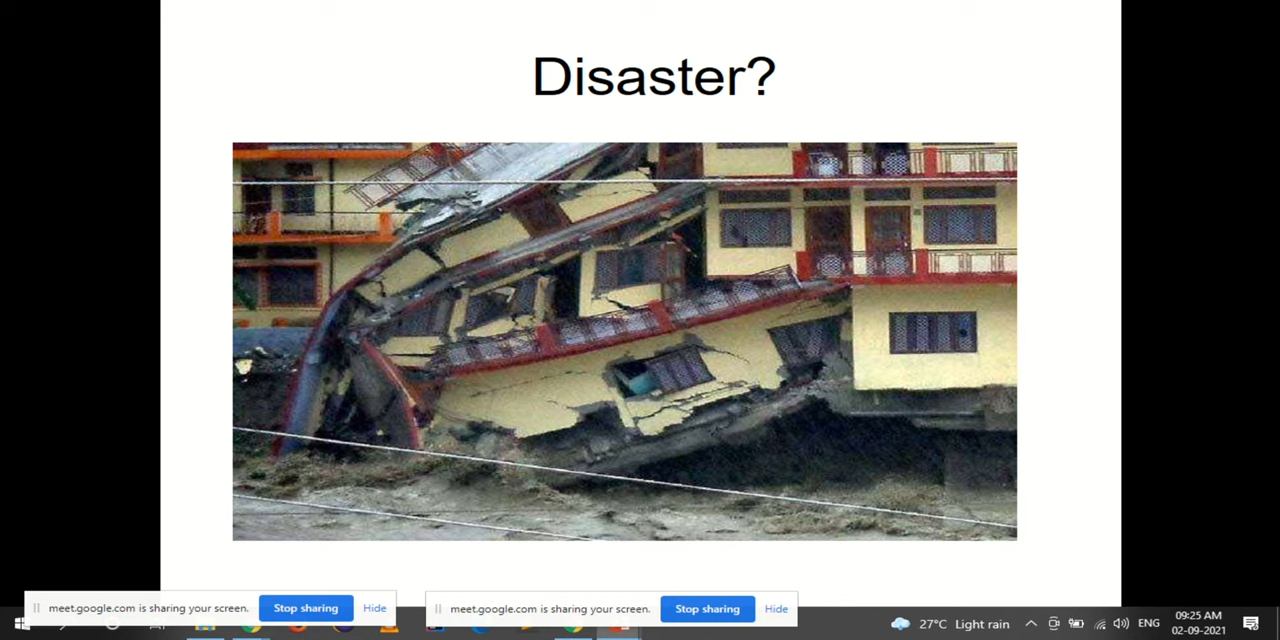 Disaster?
meet.google.com is sharing your screen.
Stop sharing
Hide
meet.google.com is sharing your screen.
Stop sharing
Hide
27°C Light rain
ENG
09:25 AM
02-09-2021